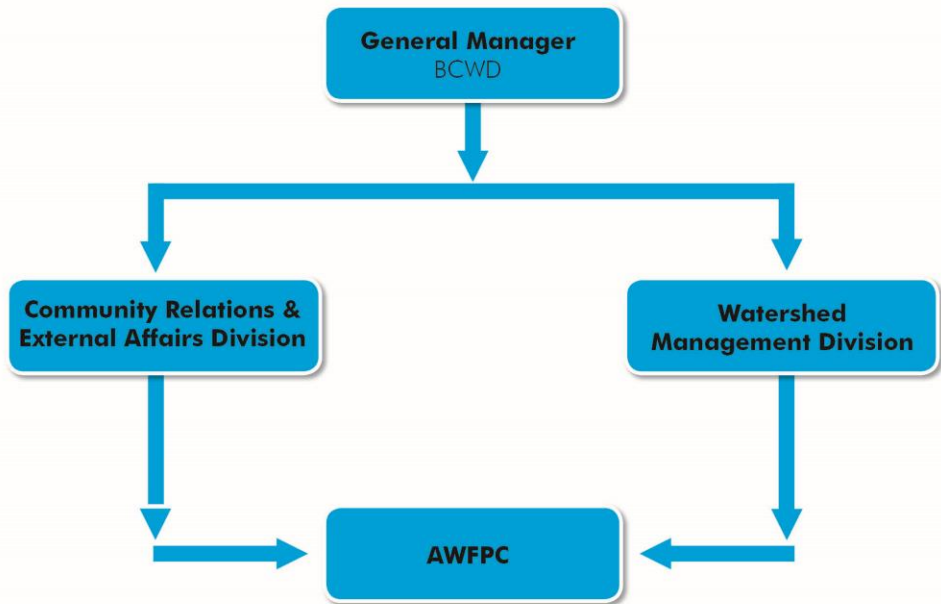 General Manager
BCWD
Community Relations &
External Affairs Division
Watershed
Management Division
AWFPC